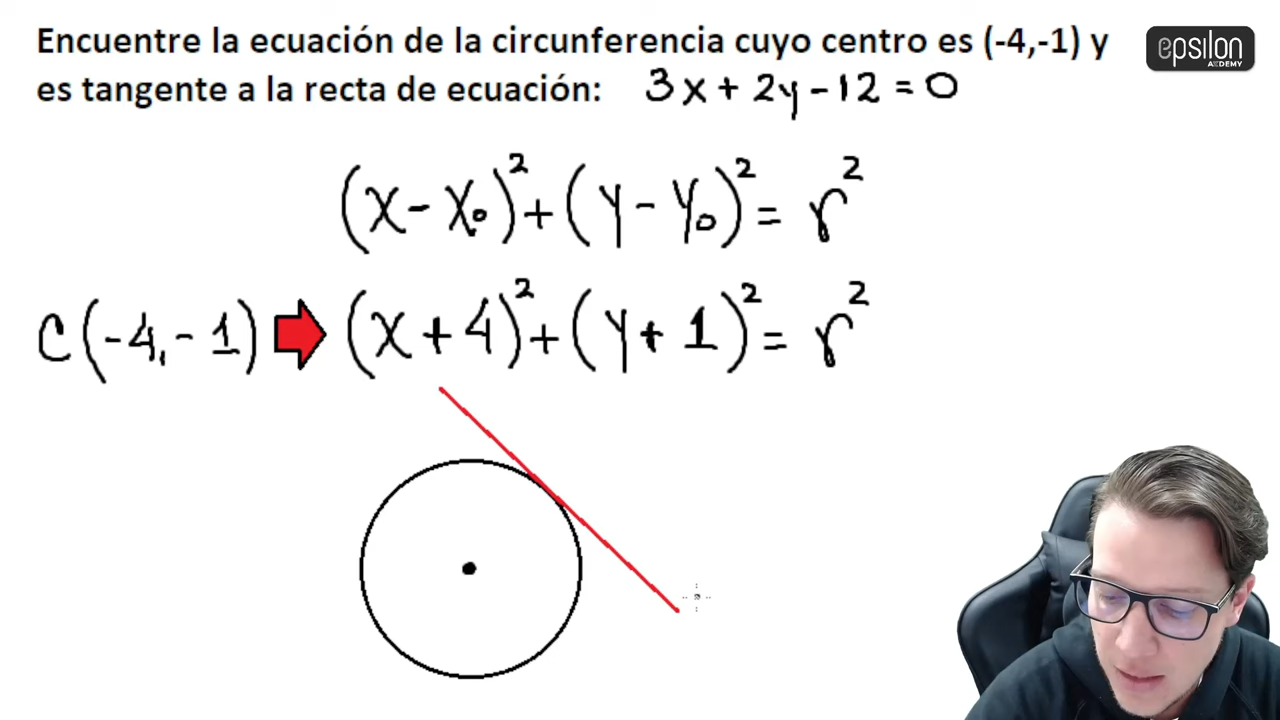 Encuentre la ecuación de la circunferencia cuyo centro es (-4,-1) y
es tangente a la recta de ecuación: 3x + 2y - 12 = 0
epsilon
ACADEMY
(x - x₀)² + (y - y₀)² = r²
C(-4, -1) (x + 4)² + (y + 1)² = r²